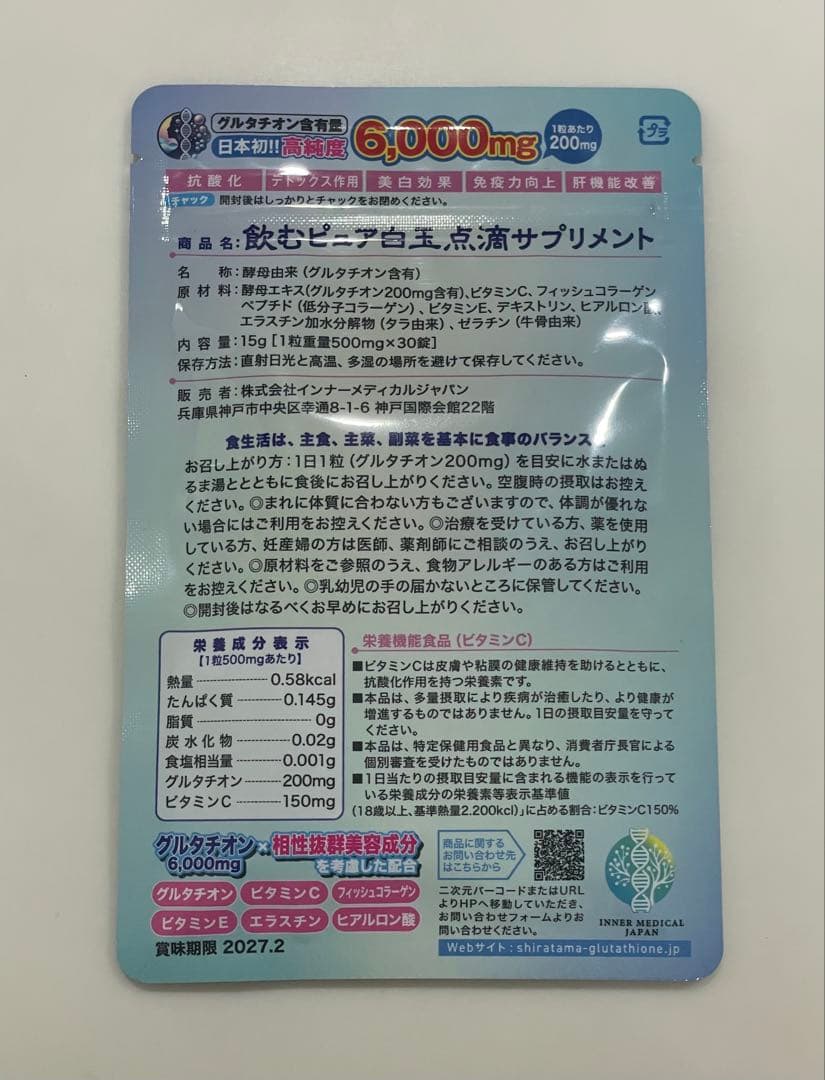 グルタチオン含有量
日本初!!高純度
6,000mg
1粒あたり
200mg
プラ
抗酸化 デトックス作用 美白効果 免疫力向上 肝機能改善
チャック 開封後はしっかりとチャックをお閉めください。
商品名:飲むピュア白玉点滴サプリメント
名 称:酵母由来(グルタチオン含有)
原材料:酵母エキス(グルタチオン200mg含有)、ビタミンC、フィッシュコラーゲン
ペプチド(低分子コラーゲン)、ビタミンE、デキストリン、ヒアルロン酸、
エラスチン加水分解物(タラ由来)、ゼラチン(牛骨由来)
内容量:15g[1粒重量500mg×30錠]
保存方法:直射日光と高温、多湿の場所を避けて保存してください。
販売者:株式会社インナーメディカルジャパン
兵庫県神戸市中央区幸通8-1-6 神戸国際会館22階
食生活は、主食、主菜、副菜を基本に食事のバランス
お召し上がり方:1日1粒(グルタチオン200mg)を目安に水またはぬ
るま湯とともに食後にお召し上がりください。空腹時の摂取はお控え
ください。◎まれに体質に合わない方もございますので、体調が優れな
い場合にはご利用をお控えください。◎治療を受けている方、薬を使用
している方、妊産婦の方は医師、薬剤師にご相談のうえ、お召し上がり
ください。◎原材料をご参照のうえ、食物アレルギーのある方はご利用
をお控えください。◎乳幼児の手の届かないところに保管してください。
◎開封後はなるべくお早めにお召し上がりください。
栄養成分表示
【1粒500mgあたり】
熱量 0.58kcal
たんぱく質 0.145g
脂質 0g
炭水化物 0.02g
食塩相当量 0.001g
グルタチオン 200mg
ビタミンC 150mg
栄養機能食品(ビタミンC)
■ビタミンCは皮膚や粘膜の健康維持を助けるとともに、
抗酸化作用を持つ栄養素です。
■本品は、多量摂取により疾病が治癒したり、より健康が
増進するものではありません。1日の摂取目安量を守って
ください。
■本品は、特定保健用食品と異なり、消費者庁長官による
個別審査を受けたものではありません。
■1日当たりの摂取目安量に含まれる機能の表示を行って
いる栄養成分の栄養素等表示基準値
(18歳以上、基準熱量2.200kcl)」に占める割合:ビタミンC150%
グルタチオン×相性抜群美容成分
6,000mg を考慮した配合
グルタチオン ビタミンC フィッシュコラーゲン
ビタミンE エラスチン ヒアルロン酸
賞味期限 2027.2
商品に関する
お問い合わせ先
はこちらから
二次元バーコードまたはURL
よりHPへ移動していただき、
お問い合わせフォームよりお
問い合わせください。
INNER MEDICAL
JAPAN
Webサイト:shiratama-glutathione.jp